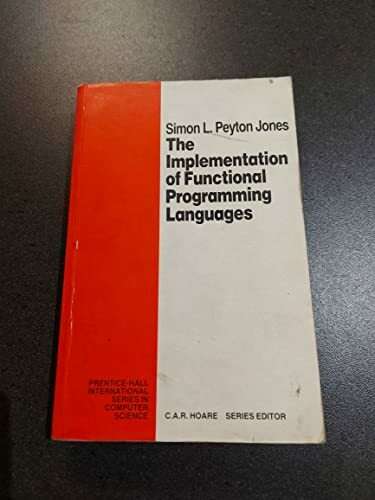 Simon L. Peyton Jones
The
Implementation
of Functional
Programming
Languages
PRENTICE-HALL
INTERNATIONAL
SERIES IN
COMPUTER
SCIENCE
C.A.R. HOARE SERIES EDITOR